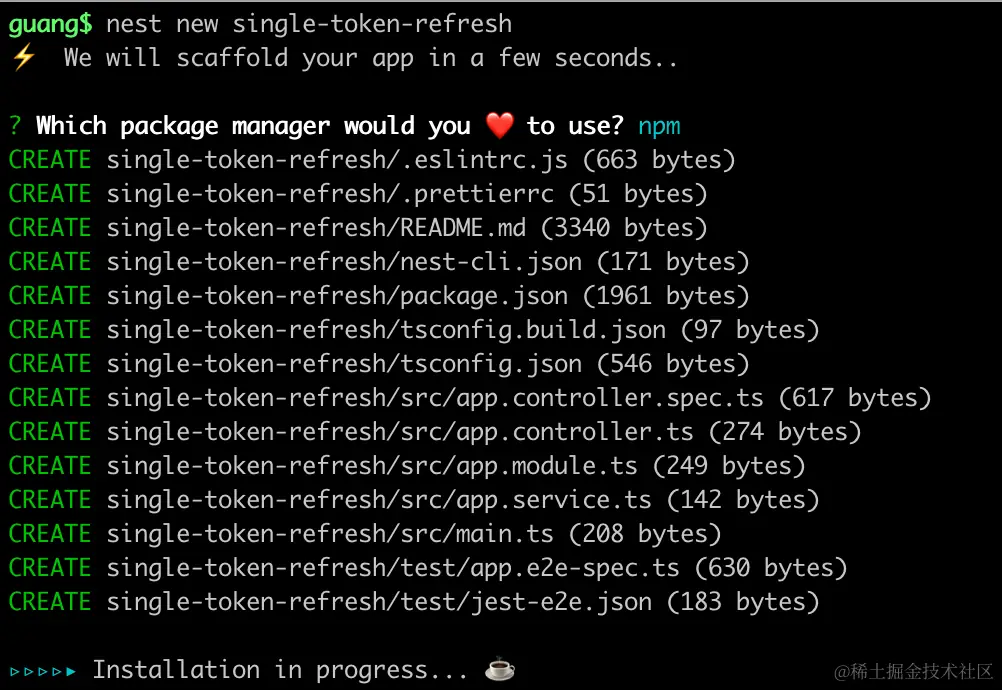 guang$ nest new single-token-refresh
⚡ We will scaffold your app in a few seconds..
? Which package manager would you ❤️ to use? npm
CREATE single-token-refresh/.eslintrc.js (663 bytes)
CREATE single-token-refresh/.prettierrc (51 bytes)
CREATE single-token-refresh/README.md (3340 bytes)
CREATE single-token-refresh/nest-cli.json (171 bytes)
CREATE single-token-refresh/package.json (1961 bytes)
CREATE single-token-refresh/tsconfig.build.json (97 bytes)
CREATE single-token-refresh/tsconfig.json (546 bytes)
CREATE single-token-refresh/src/app.controller.spec.ts (617 bytes)
CREATE single-token-refresh/src/app.controller.ts (274 bytes)
CREATE single-token-refresh/src/app.module.ts (249 bytes)
CREATE single-token-refresh/src/app.service.ts (142 bytes)
CREATE single-token-refresh/src/main.ts (208 bytes)
CREATE single-token-refresh/test/app.e2e-spec.ts (630 bytes)
CREATE single-token-refresh/test/jest-e2e.json (183 bytes)
▹▹▹▹▸ Installation in progress... ☕
@稀土掘金技术社区